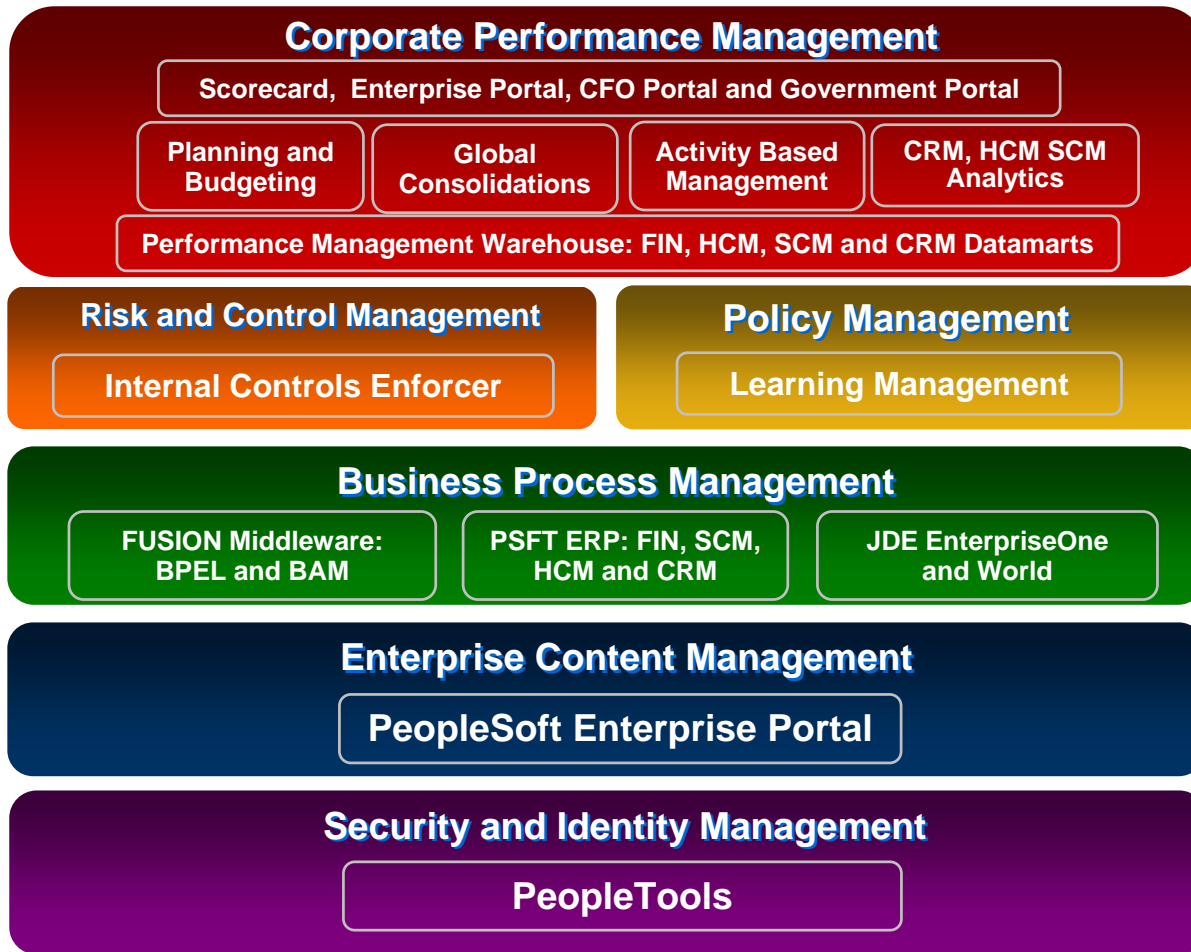 Corporate Performance Management
Scorecard, Enterprise Portal, CFO Portal and Government Portal
Planning and
Budgeting
Global
Consolidations
Activity Based
Management
CRM, HCM SCM
Analytics
Performance Management Warehouse: FIN, HCM, SCM and CRM Datamarts
Risk and Control Management
Internal Controls Enforcer
Policy Management
Learning Management
Business Process Management
FUSION Middleware:
BPEL and BAM
PSFT ERP: FIN, SCM,
HCM and CRM
JDE EnterpriseOne
and World
Enterprise Content Management
PeopleSoft Enterprise Portal
Security and Identity Management
PeopleTools